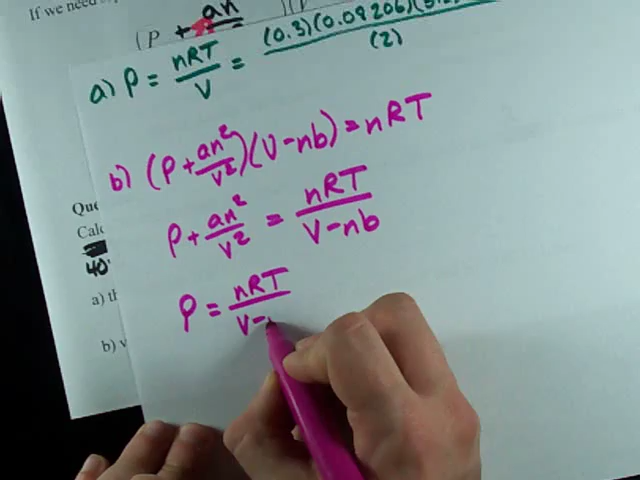 If we need
(P + an )(P
a) P = nRT/V = (0.3)(0.08206)(/(2)
b) (P + an²/V²)(V - nb) = nRT
Que
P + an²/V² = nRT/(V - nb)
Calc
40
a) th
P = nRT/(V -
b) v